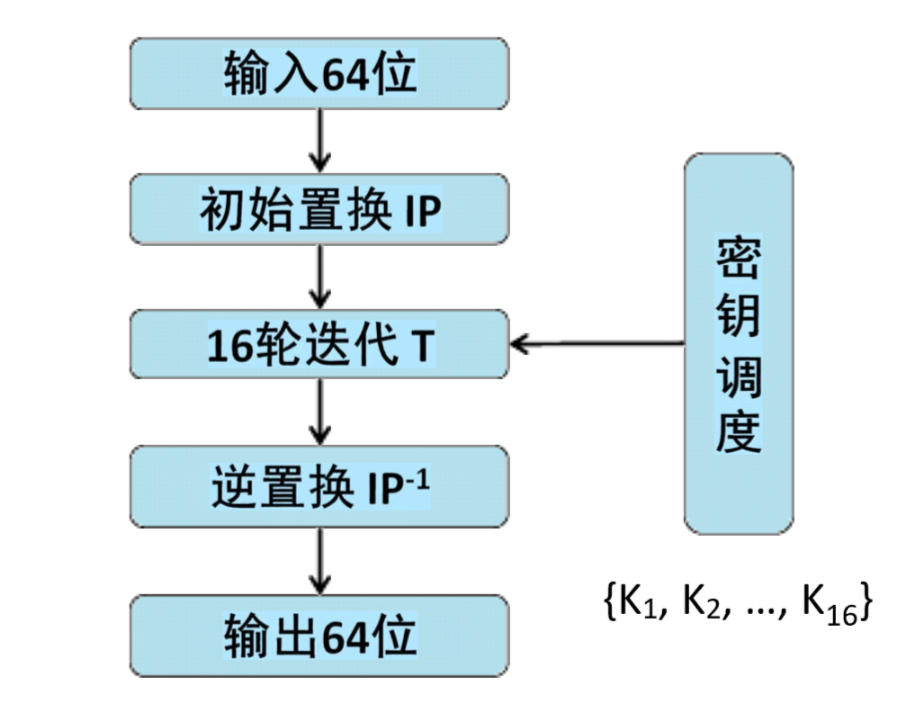 输入64位
初始置换 IP
16轮迭代 T
逆置换 IP⁻¹
输出64位
密钥调度
{K₁, K₂, ..., K₁₆}